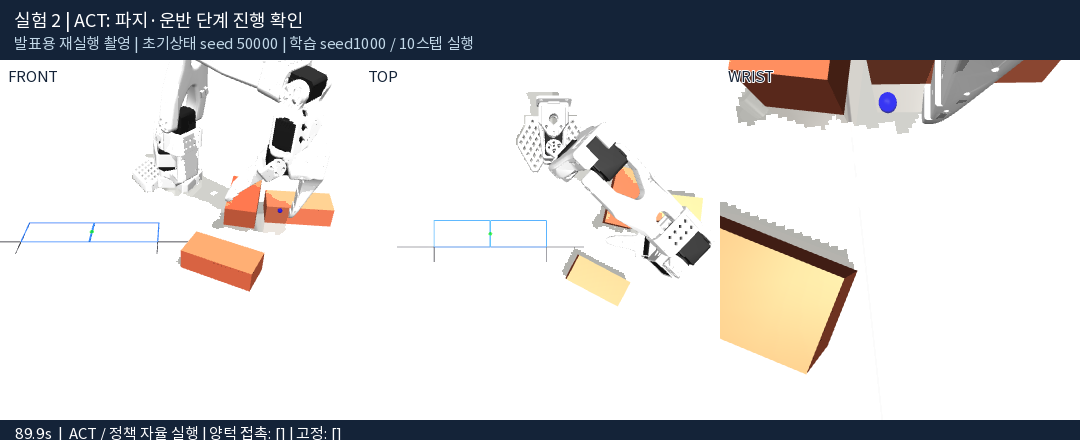 실험 2 | ACT: 파지·운반 단계 진행 확인
발표용 재실행 촬영 | 초기상태 seed 50000 | 학습 seed1000 / 10스텝 실행
FRONT
TOP
WRIST
89.9s | ACT / 정책 자율 실행 | 양턱 접촉: [] | 고정: []